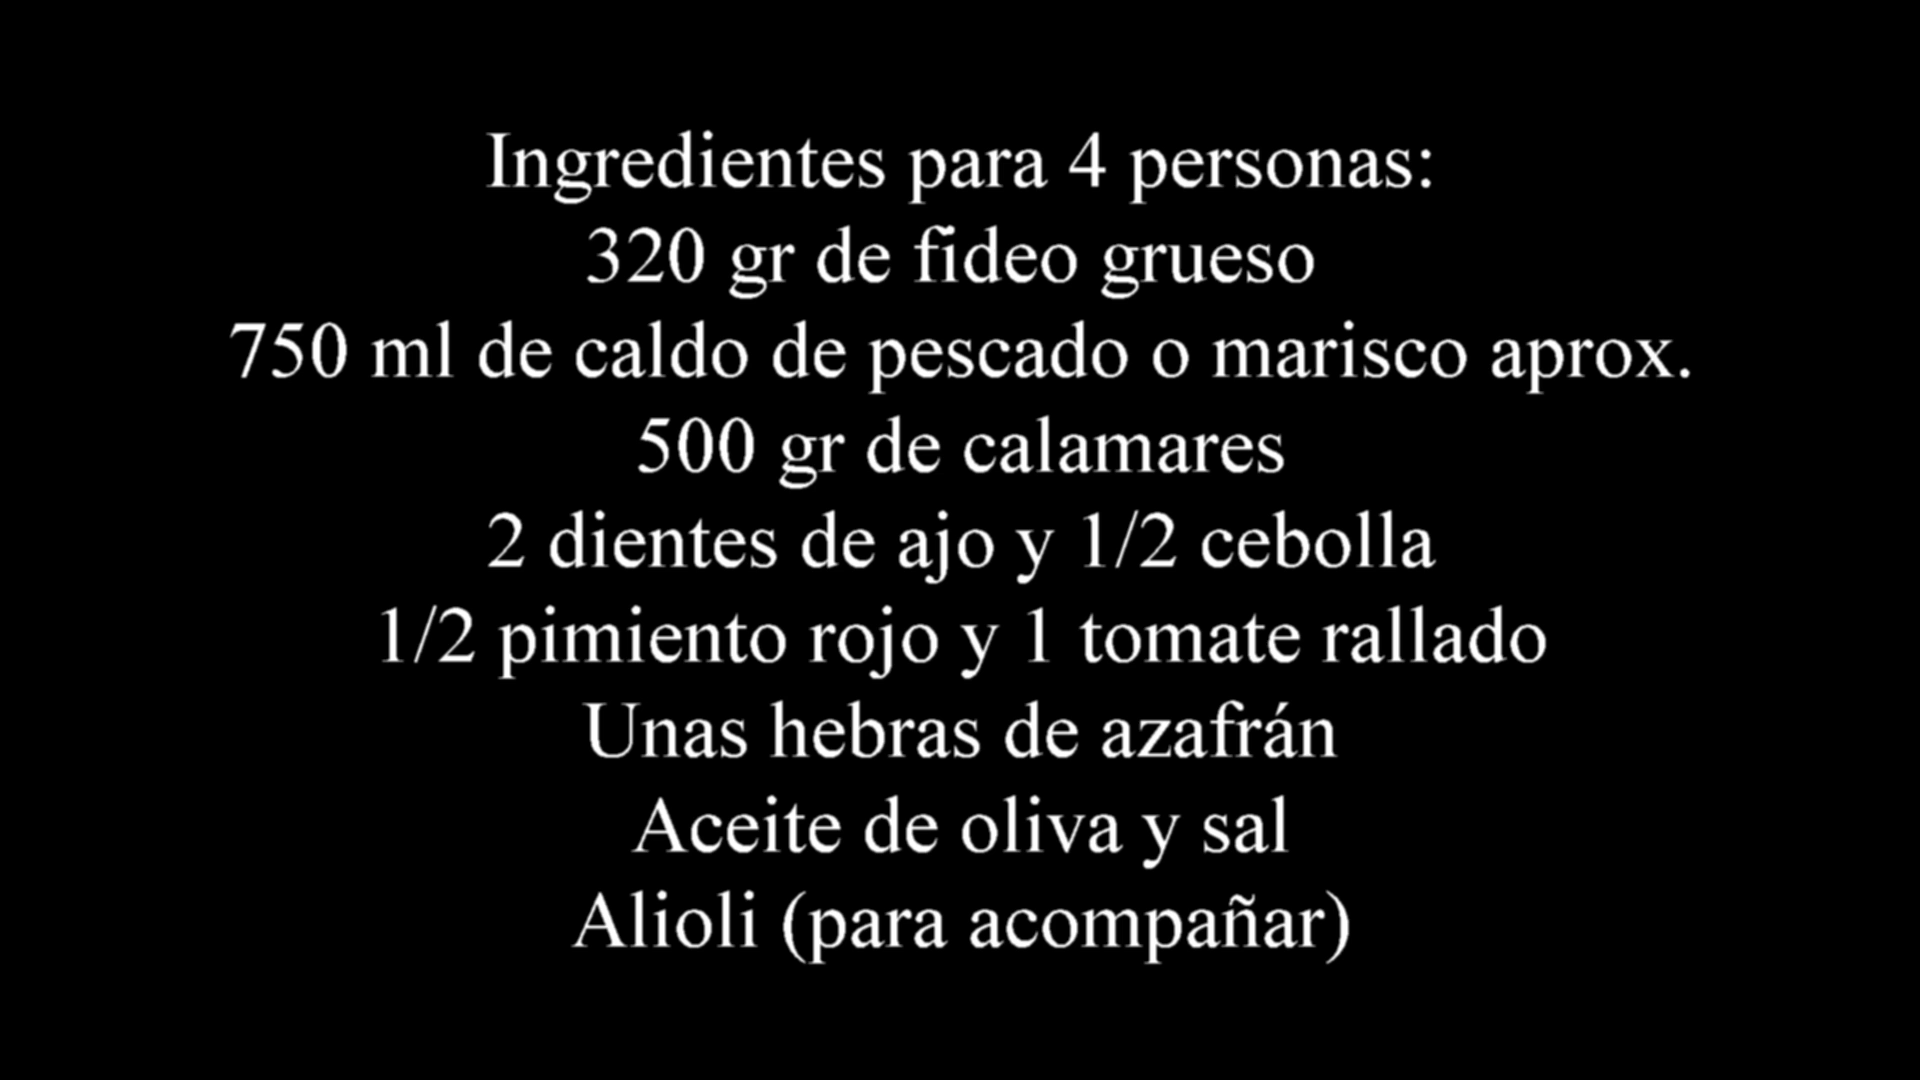 Ingredientes para 4 personas:
320 gr de fideo grueso
750 ml de caldo de pescado o marisco aprox.
500 gr de calamares
2 dientes de ajo y 1/2 cebolla
1/2 pimiento rojo y 1 tomate rallado
Unas hebras de azafrán
Aceite de oliva y sal
Alioli (para acompañar)